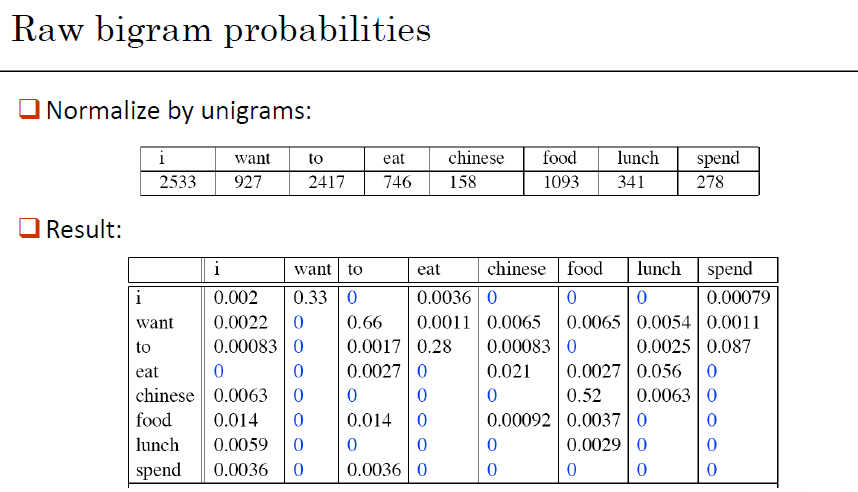 Raw bigram probabilities
Normalize by unigrams:
i want to eat chinese food lunch spend
2533 927 2417 746 158 1093 341 278
Result:
i want to eat chinese food lunch spend
i 0.002 0.33 0 0.0036 0 0 0 0.00079
want 0.0022 0 0.66 0.0011 0.0065 0.0065 0.0054 0.0011
to 0.00083 0 0.0017 0.28 0.00083 0 0.0025 0.087
eat 0 0 0.0027 0 0.021 0.0027 0.056 0
chinese 0.0063 0 0 0 0 0.52 0.0063 0
food 0.014 0 0.014 0 0.00092 0.0037 0 0
lunch 0.0059 0 0 0 0 0.0029 0 0
spend 0.0036 0 0.0036 0 0 0 0 0